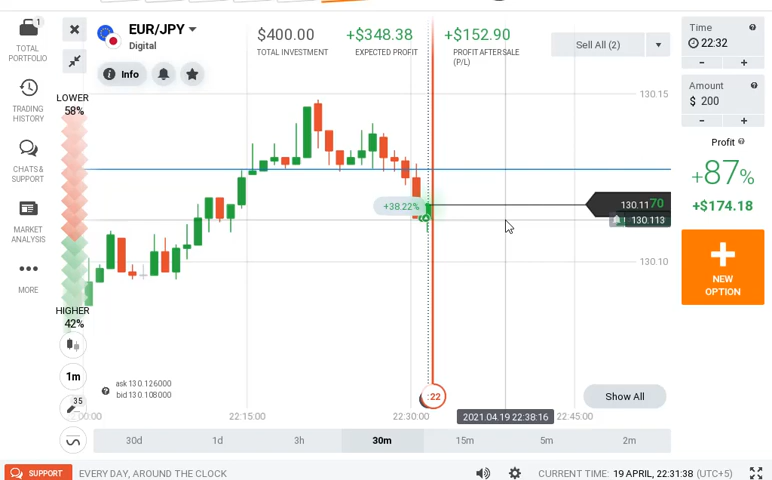 EUR/JPY
Digital
$400.00
TOTAL INVESTMENT
+$348.38
EXPECTED PROFIT
+$152.90
PROFIT AFTER SALE
(P/L)
Sell All (2)
Time
22:32
- +
Amount
$ 200
- +
Profit
+87%
+$174.18
NEW
OPTION
TOTAL
PORTFOLIO
TRADING
HISTORY
CHATS &
SUPPORT
MARKET
ANALYSIS
MORE
Info
LOWER
58%
HIGHER
42%
1m
35
130.15
+38.22%
130.1170
130.113
130.10
ask 130.126000
bid 130.108000
:22
Show All
:00:00
22:15:00
22:30:00
2021.04.19 22:38:16
22:45:00
30d
1d
3h
30m
15m
5m
2m
SUPPORT
EVERY DAY, AROUND THE CLOCK
CURRENT TIME: 19 APRIL, 22:31:38 (UTC+5)